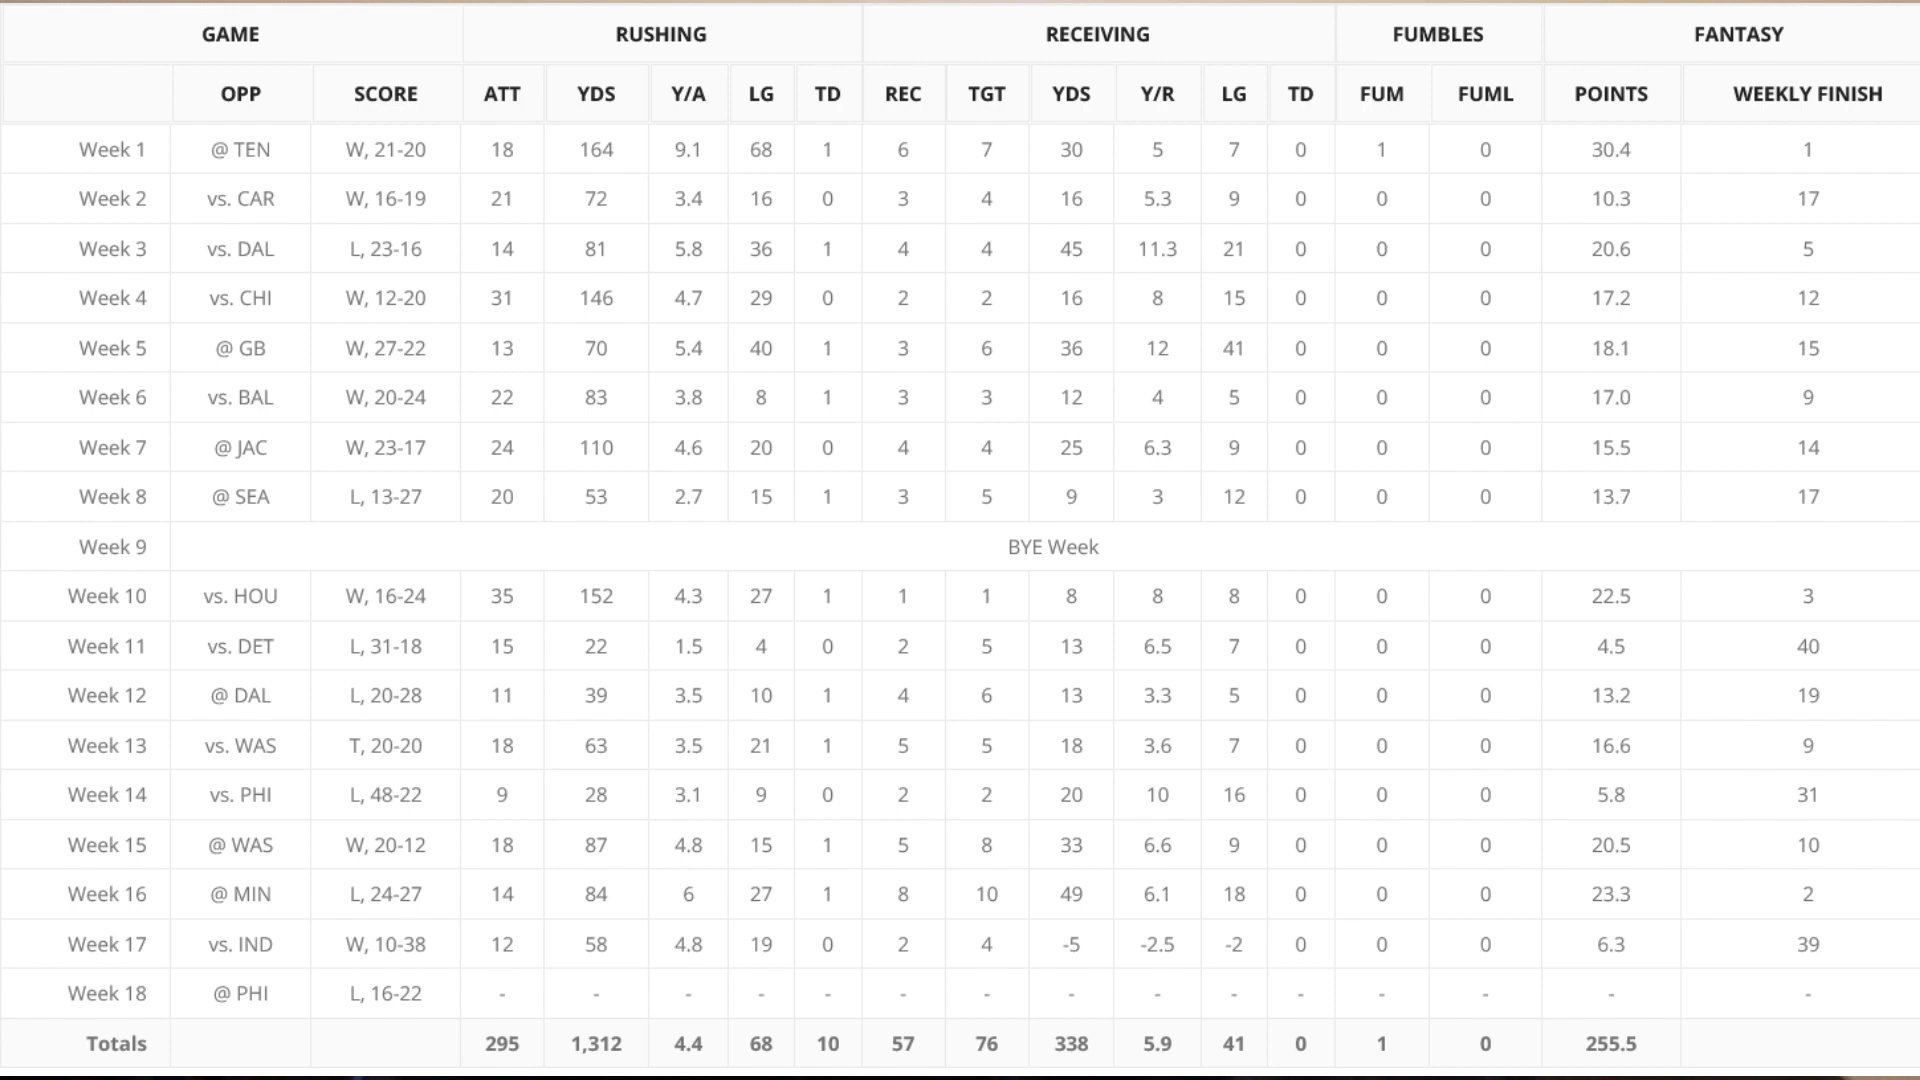 GAME RUSHING RECEIVING FUMBLES FANTASY
OPP SCORE ATT YDS Y/A LG TD REC TGT YDS Y/R LG TD FUM FUML POINTS WEEKLY FINISH
Week 1 @ TEN W, 21-20 18 164 9.1 68 1 6 7 30 5 7 0 1 0 30.4 1
Week 2 vs. CAR W, 16-19 21 72 3.4 16 0 3 4 16 5.3 9 0 0 0 10.3 17
Week 3 vs. DAL L, 23-16 14 81 5.8 36 1 4 4 45 11.3 21 0 0 0 20.6 5
Week 4 vs. CHI W, 12-20 31 146 4.7 29 0 2 2 16 8 15 0 0 0 17.2 12
Week 5 @ GB W, 27-22 13 70 5.4 40 1 3 6 36 12 41 0 0 0 18.1 15
Week 6 vs. BAL W, 20-24 22 83 3.8 8 1 3 3 12 4 5 0 0 0 17.0 9
Week 7 @ JAC W, 23-17 24 110 4.6 20 0 4 4 25 6.3 9 0 0 0 15.5 14
Week 8 @ SEA L, 13-27 20 53 2.7 15 1 3 5 9 3 12 0 0 0 13.7 17
Week 9 BYE Week
Week 10 vs. HOU W, 16-24 35 152 4.3 27 1 1 1 8 8 8 0 0 0 22.5 3
Week 11 vs. DET L, 31-18 15 22 1.5 4 0 2 5 13 6.5 7 0 0 0 4.5 40
Week 12 @ DAL L, 20-28 11 39 3.5 10 1 4 6 13 3.3 5 0 0 0 13.2 19
Week 13 vs. WAS T, 20-20 18 63 3.5 21 1 5 5 18 3.6 7 0 0 0 16.6 9
Week 14 vs. PHI L, 48-22 9 28 3.1 9 0 2 2 20 10 16 0 0 0 5.8 31
Week 15 @ WAS W, 20-12 18 87 4.8 15 1 5 8 33 6.6 9 0 0 0 20.5 10
Week 16 @ MIN L, 24-27 14 84 6 27 1 8 10 49 6.1 18 0 0 0 23.3 2
Week 17 vs. IND W, 10-38 12 58 4.8 19 0 2 4 -5 -2.5 -2 0 0 0 6.3 39
Week 18 @ PHI L, 16-22 - - - - - - - - - - - - - - -
Totals 295 1,312 4.4 68 10 57 76 338 5.9 41 0 1 0 255.5